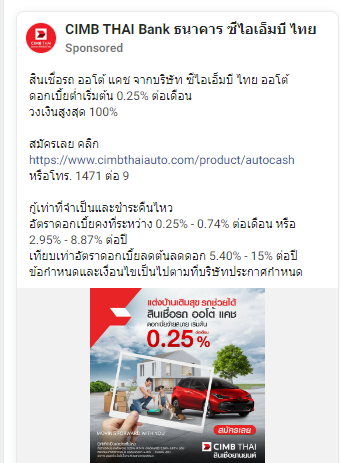 CIMB THAI Bank ธนาคาร ซีไอเอ็มบี ไทย
Sponsored
สินเชื่อรถ ออโต้ แคช จากบริษัท ซีไอเอ็มบี ไทย ออโต้
ดอกเบี้ยต่ำเริ่มต้น 0.25% ต่อเดือน
วงเงินสูงสุด 100%
สมัครเลย คลิก
https://www.cimbthaiauto.com/product/autocash
หรือโทร. 1471 ต่อ 9
กู้เท่าที่จำเป็นและชำระคืนไหว
อัตราดอกเบี้ยคงที่ระหว่าง 0.25% - 0.74% ต่อเดือน หรือ
2.95% - 8.87% ต่อปี
เทียบเท่าอัตราดอกเบี้ยลดต้นลดดอก 5.40% - 15% ต่อปี
ข้อกำหนดและเงื่อนไขเป็นไปตามที่บริษัทประกาศกำหนด
แต่งบ้านเติมสุข รถช่วยได้
สินเชื่อรถ ออโต้ แคช
ดอกเบี้ยจ่ายสบาย เริ่มต้น
0.25% ต่อเดือน
MOVING FORWARD WITH YOU
สมัครเลย
CIMB THAI
สินเชื่อยานยนต์